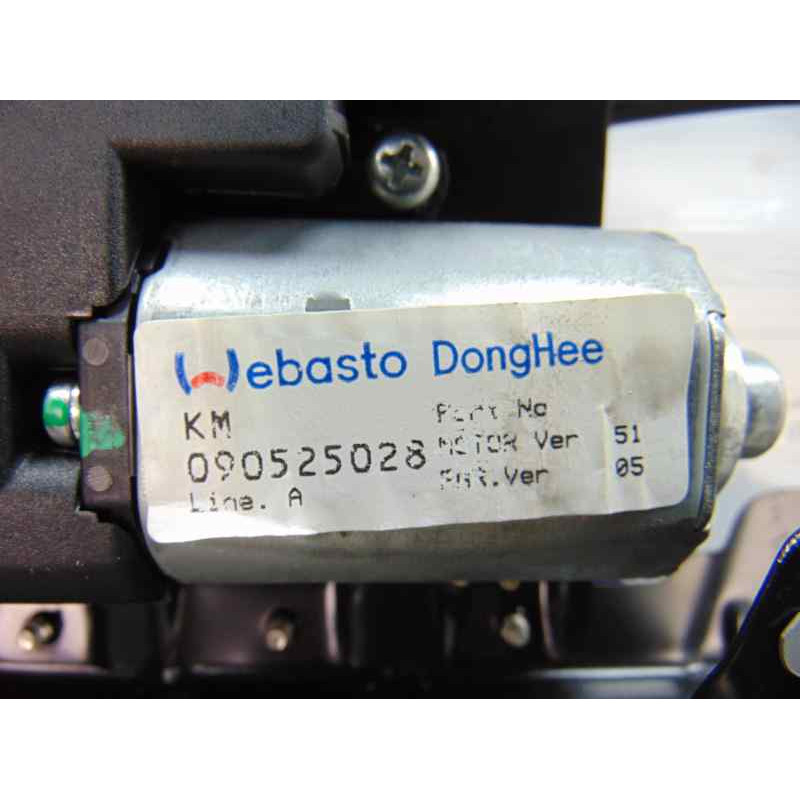 Webasto DongHee
KM
090525028
Line. A
Part No
MOTOR Ver 51
PAR.Ver 05